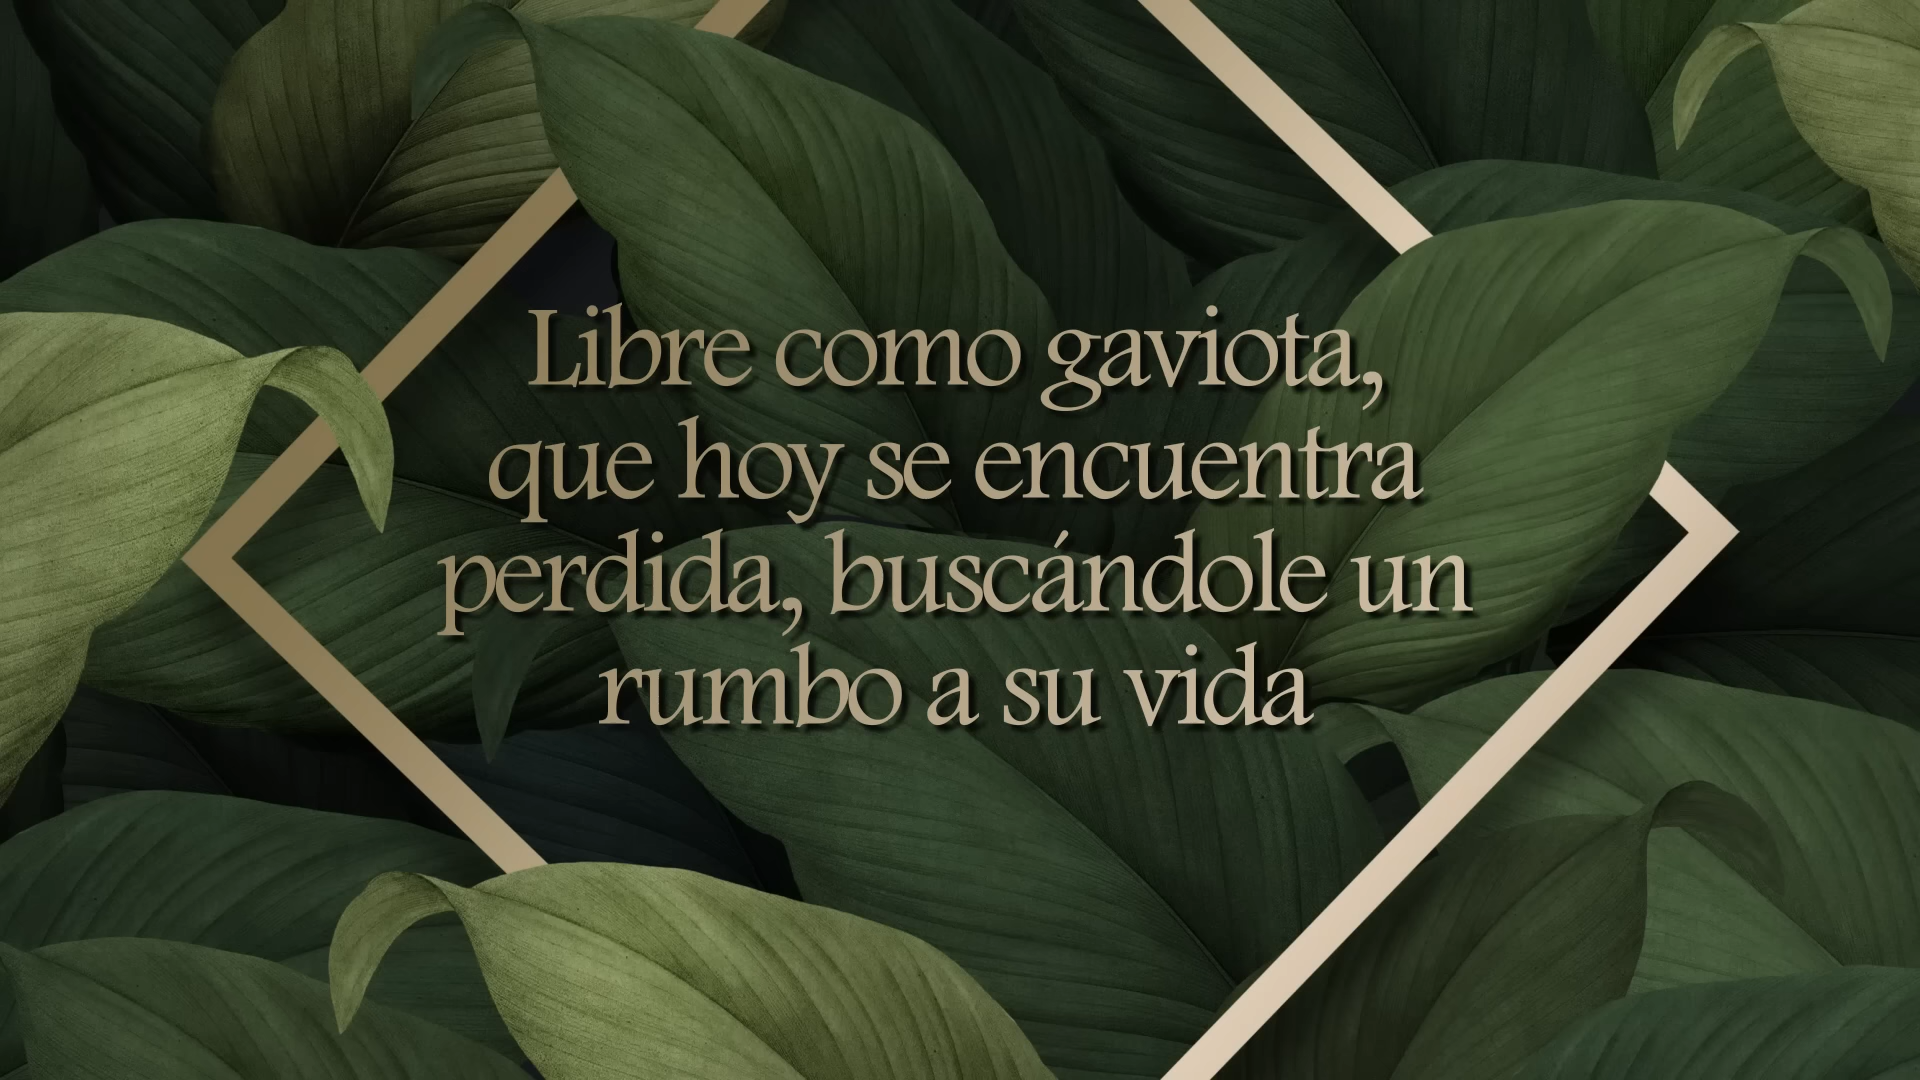 Libre como gaviota,
que hoy se encuentra
perdida, buscándole un
rumbo a su vida